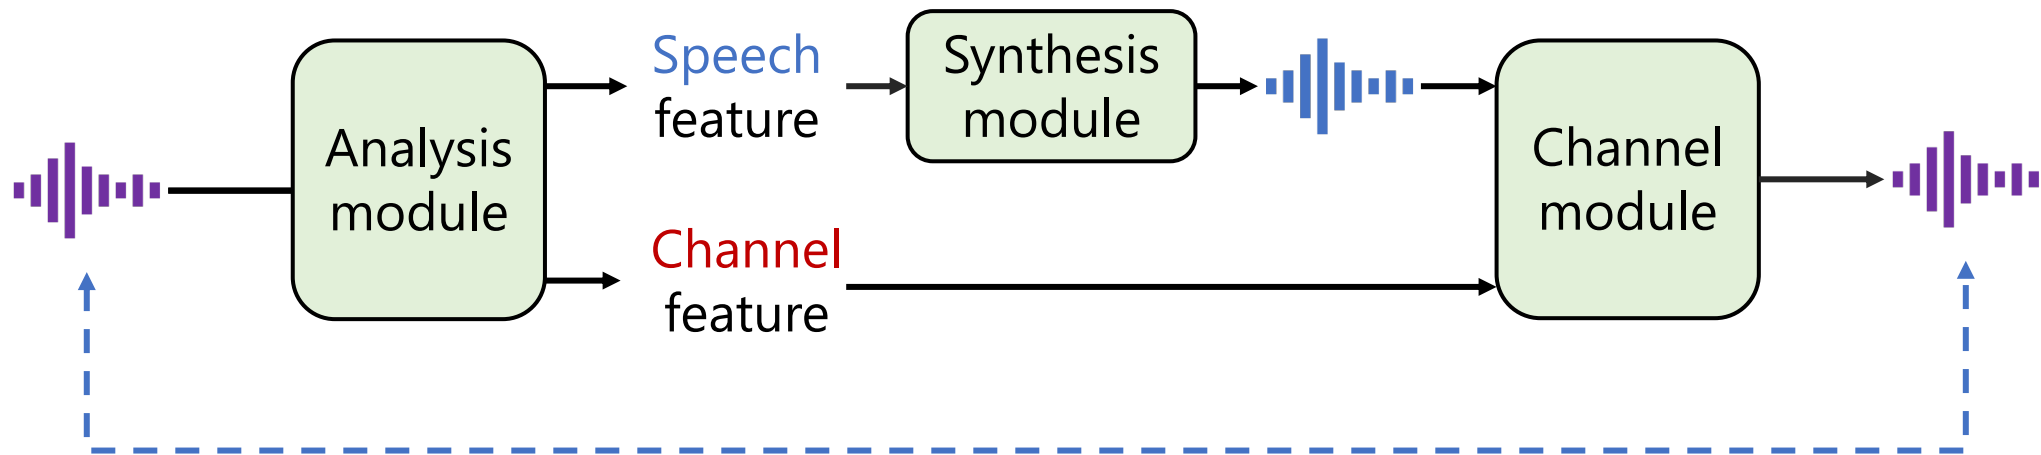 Analysis
module
Speech
feature
Channel
feature
Synthesis
module
Channel
module